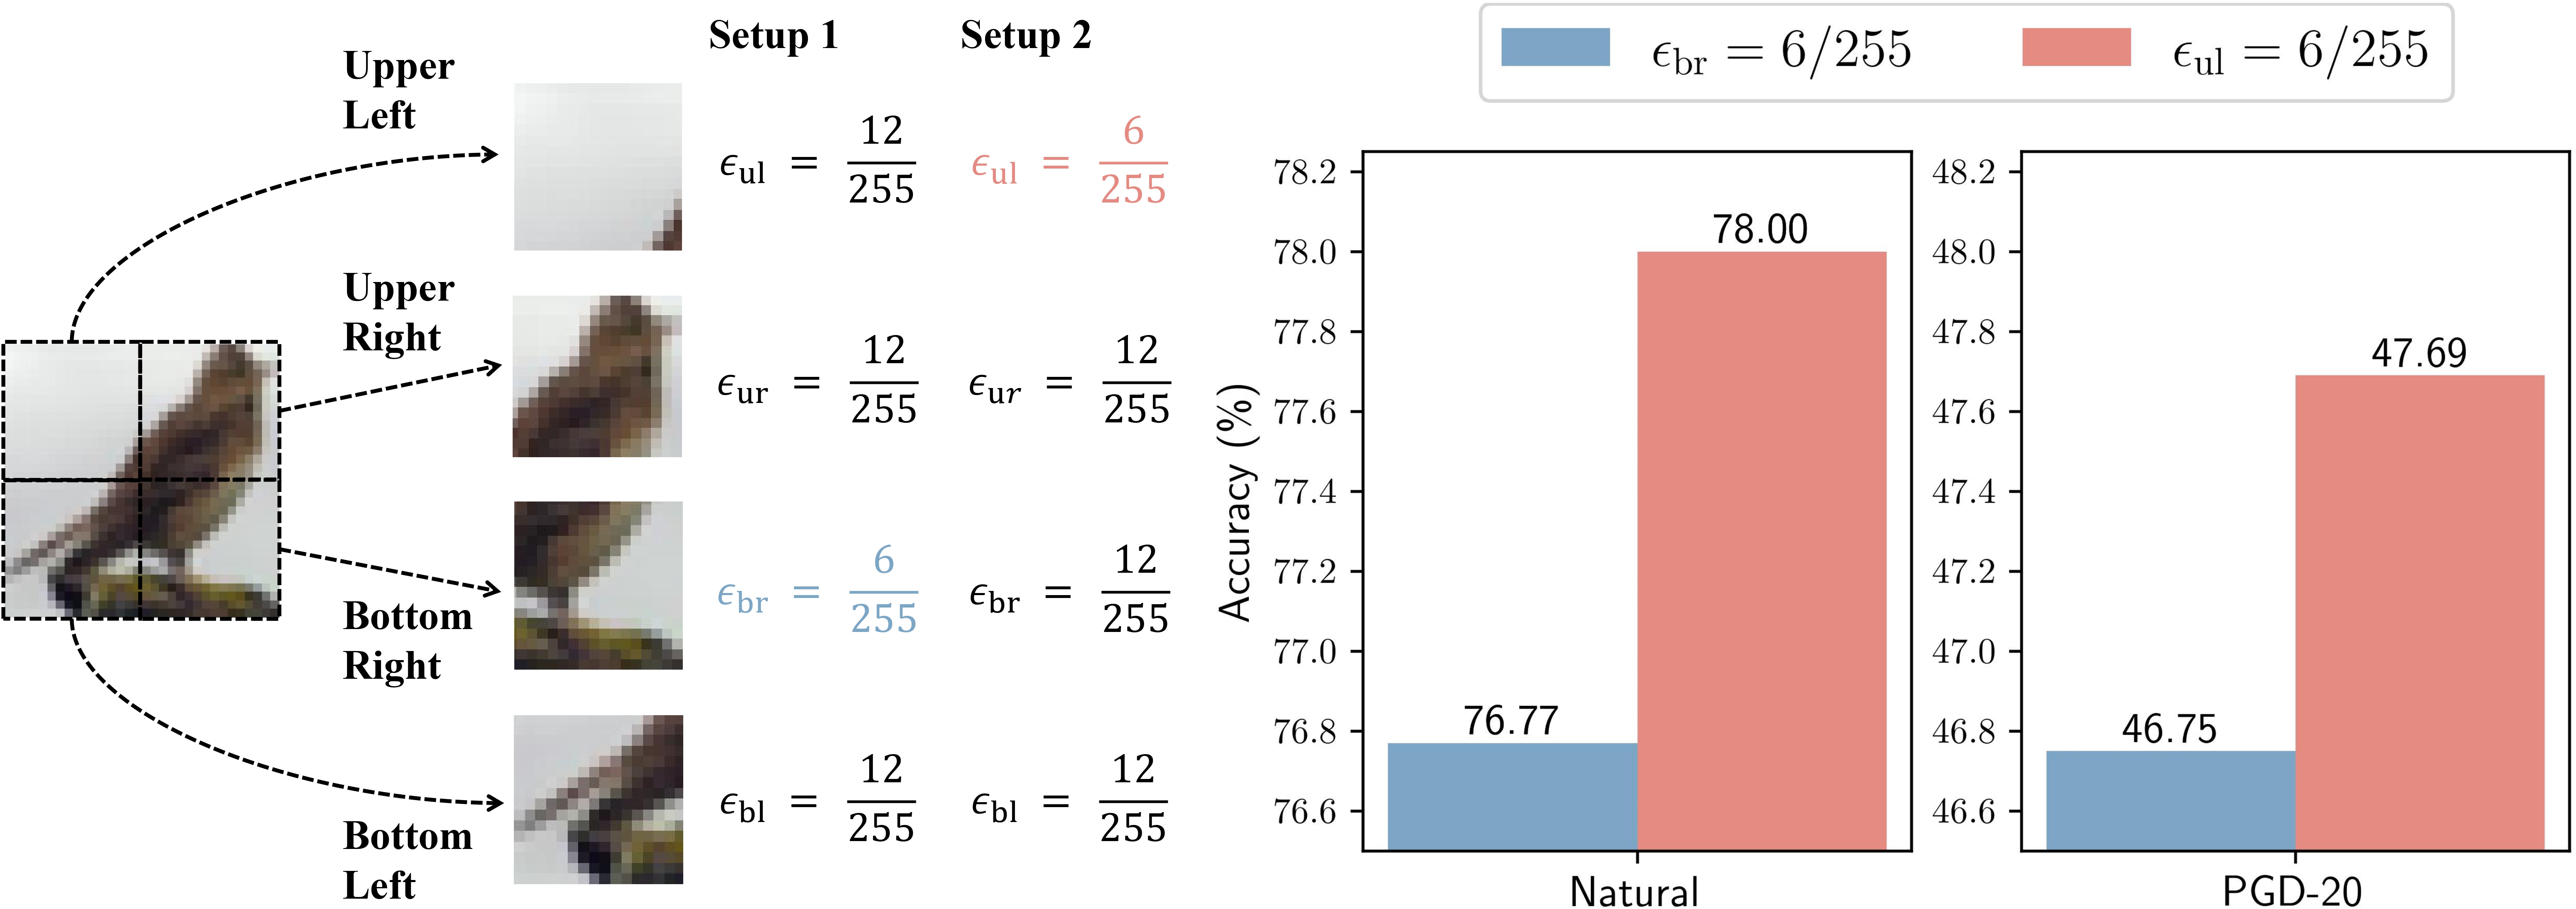 Setup 1 Setup 2
Upper
Left
ϵul = 12/255 ϵul = 6/255
Upper
Right
ϵur = 12/255 ϵur = 12/255
Bottom
Right
ϵbr = 6/255 ϵbr = 12/255
Bottom
Left
ϵbl = 12/255 ϵbl = 12/255
ϵbr = 6/255 ϵul = 6/255
Accuracy (%)
78.2
78.0
77.8
77.6
77.4
77.2
77.0
76.8
76.6
76.77
78.00
Natural
48.2
48.0
47.8
47.6
47.4
47.2
47.0
46.8
46.6
46.75
47.69
PGD-20